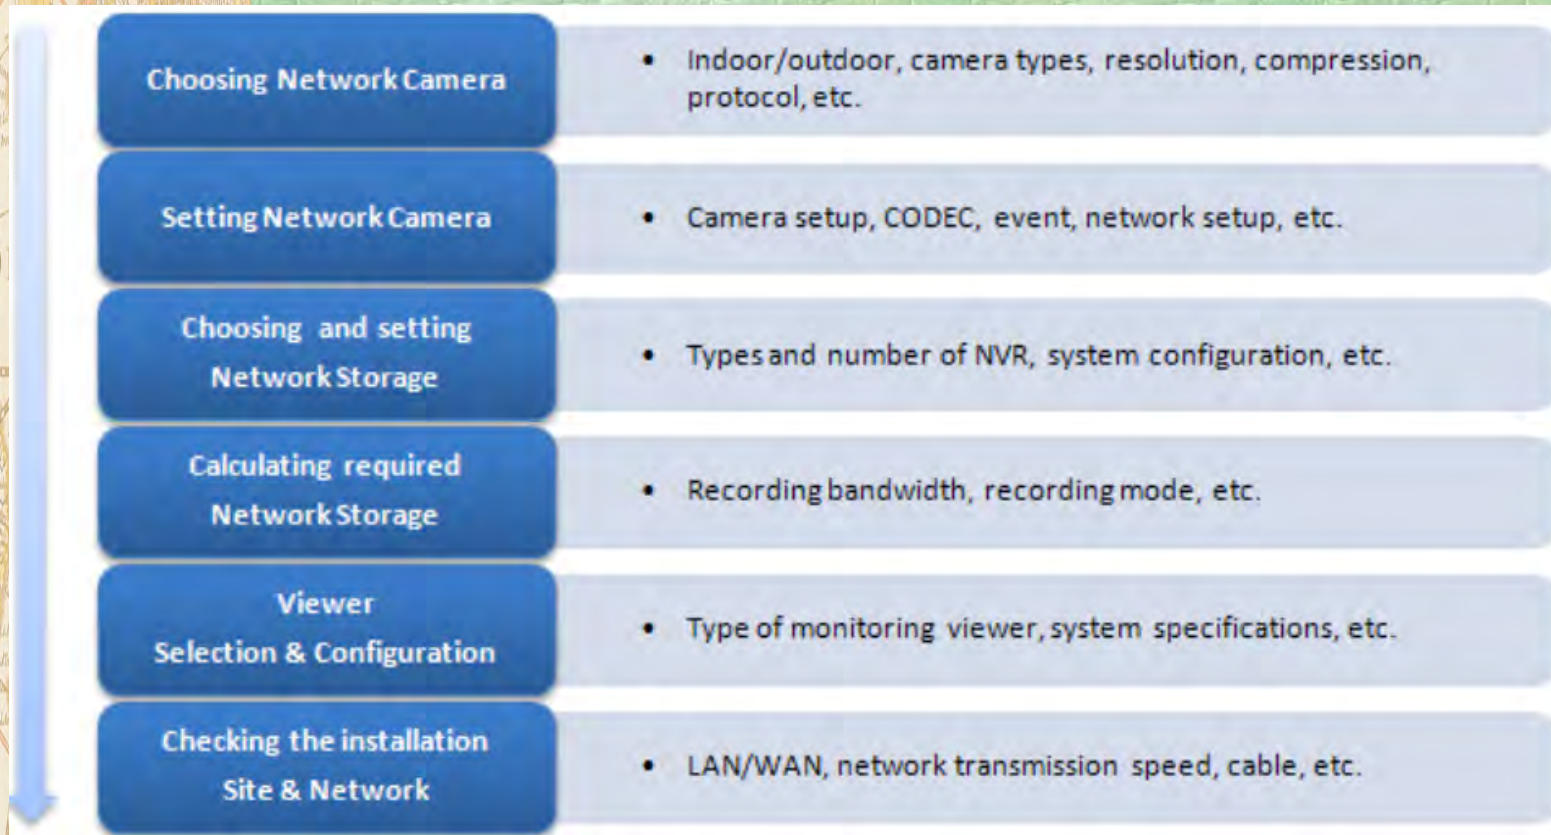 Choosing Network Camera
• Indoor/outdoor, camera types, resolution, compression,
protocol, etc.
Setting Network Camera
• Camera setup, CODEC, event, network setup, etc.
Choosing and setting
Network Storage
• Types and number of NVR, system configuration, etc.
Calculating required
Network Storage
• Recording bandwidth, recording mode, etc.
Viewer
Selection & Configuration
• Type of monitoring viewer, system specifications, etc.
Checking the installation
Site & Network
• LAN/WAN, network transmission speed, cable, etc.